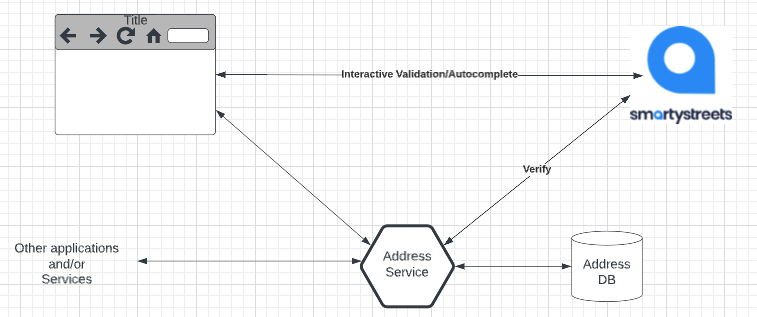 Title
Interactive Validation/Autocomplete
smartystreets
Verify
Other applications
and/or
Services
Address
Service
Address
DB